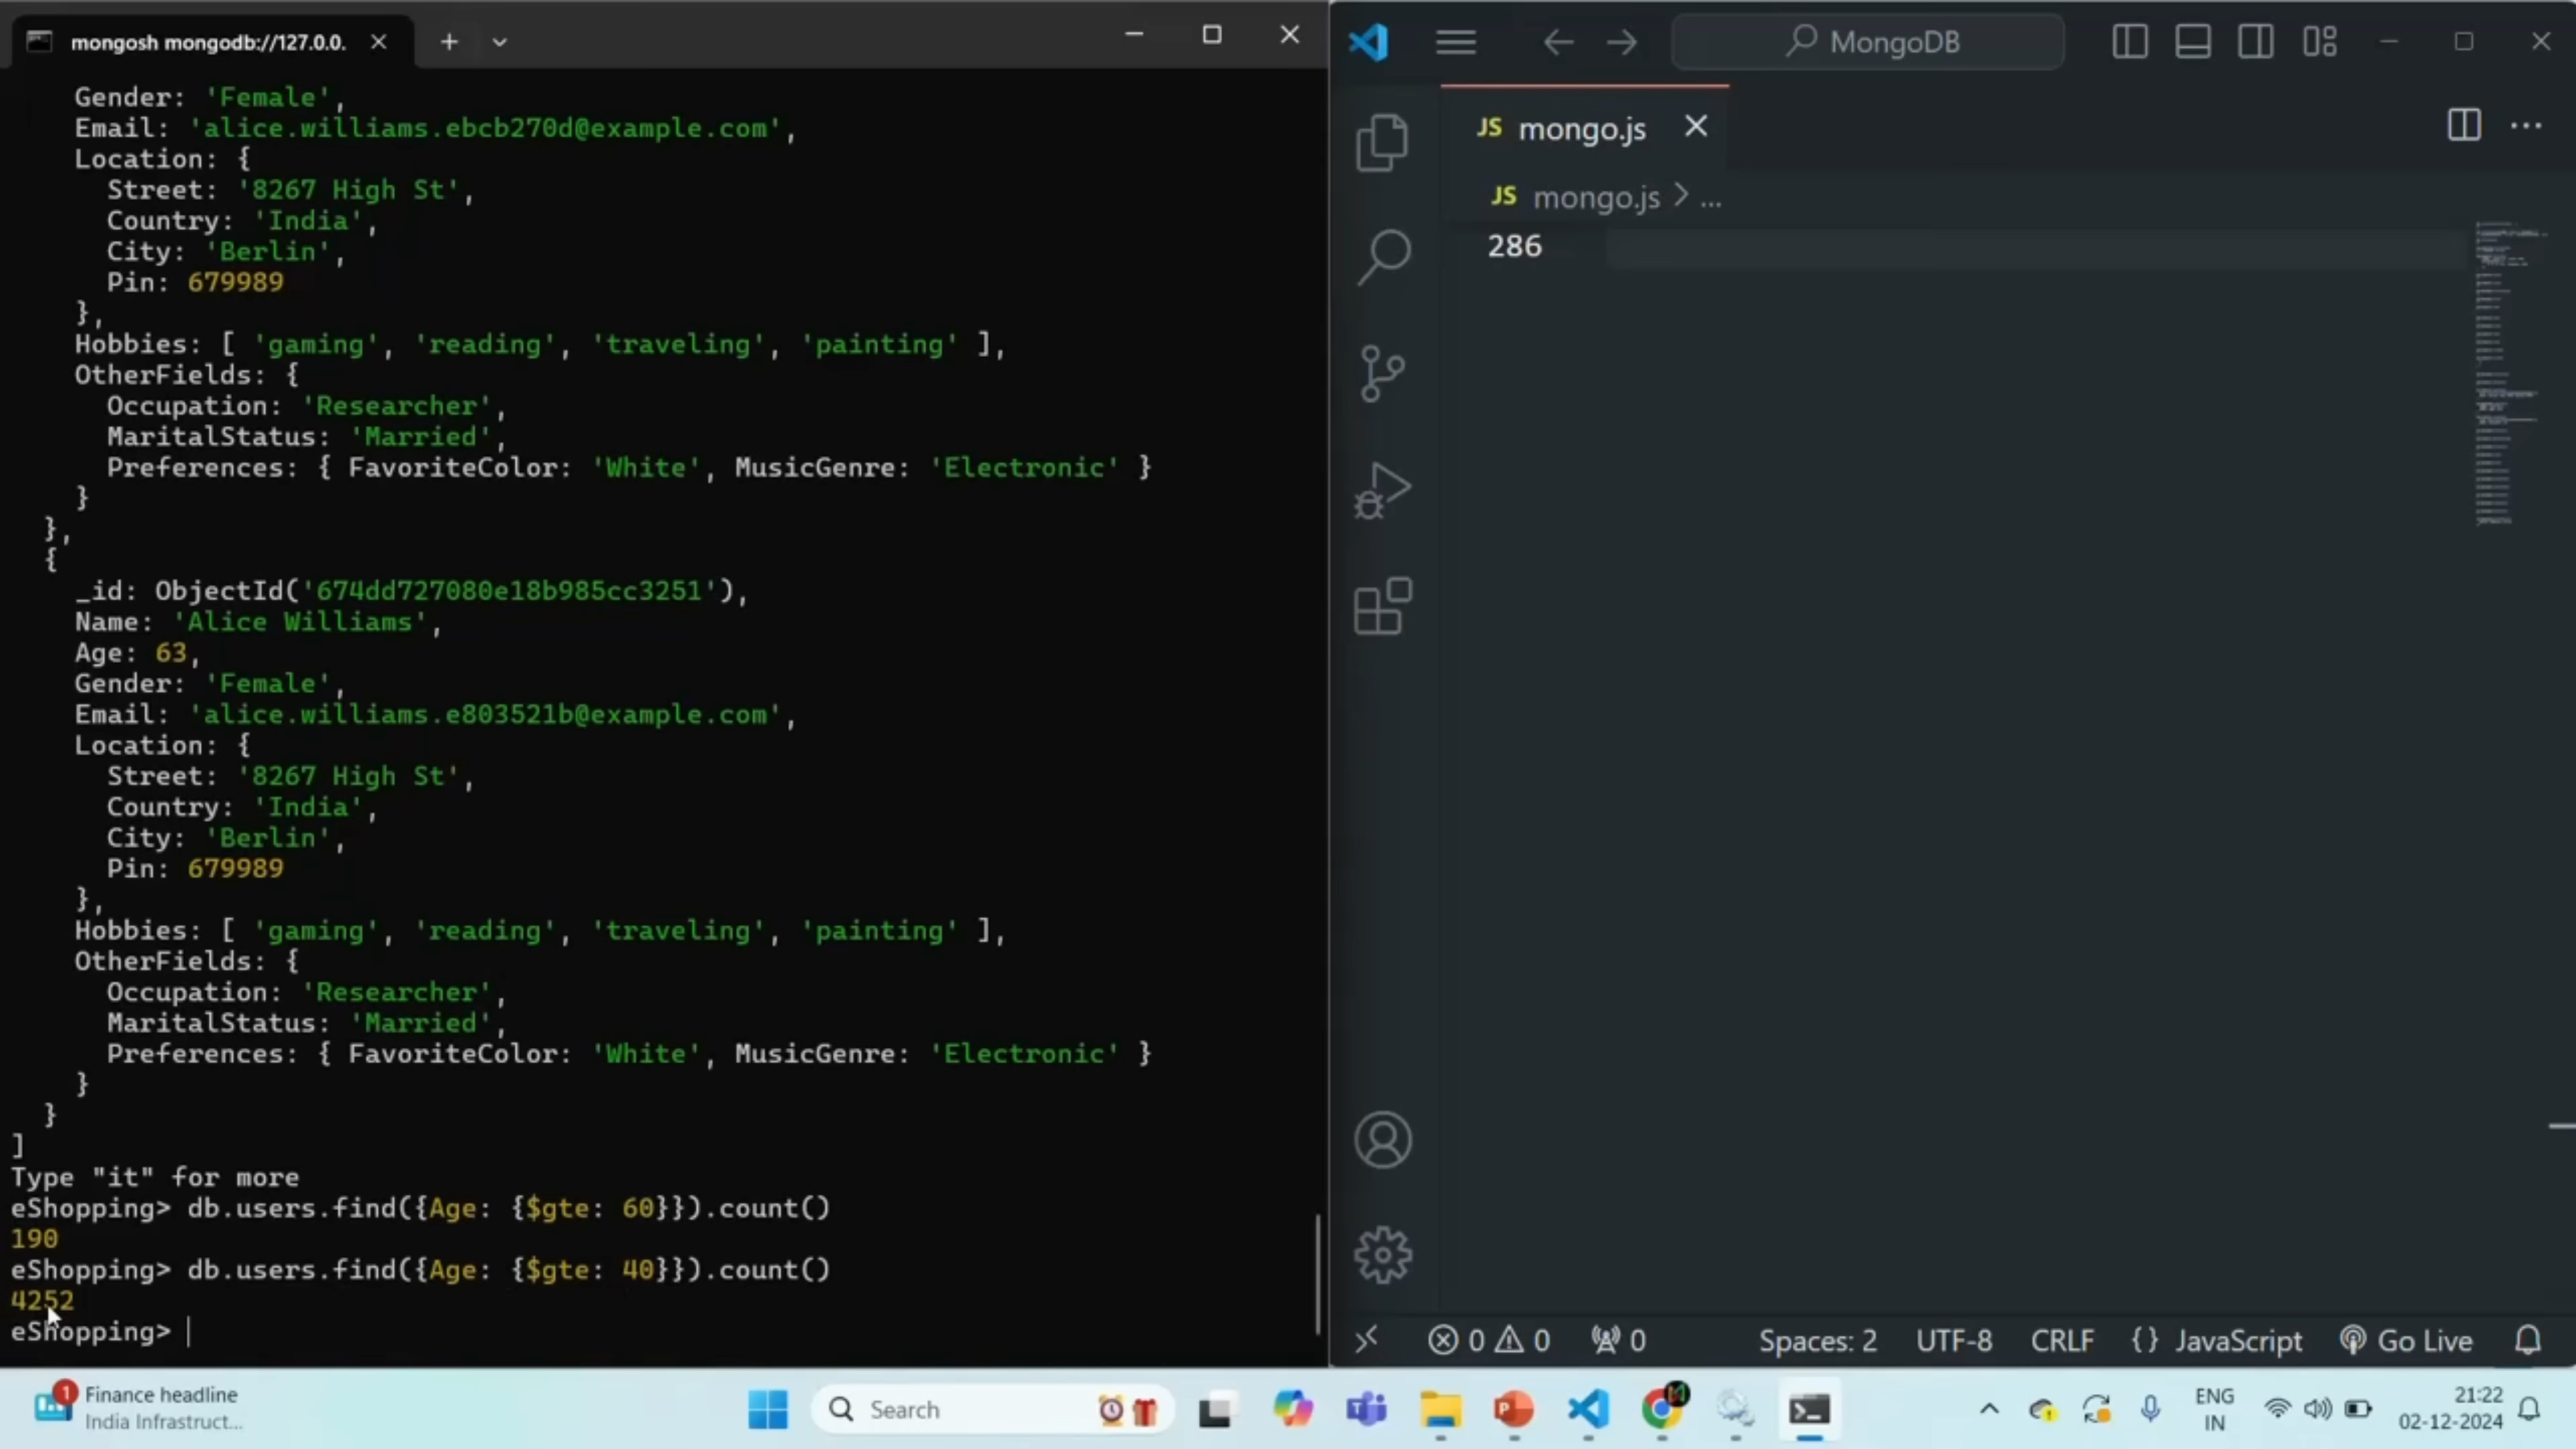 mongosh mongodb://127.0.0.
Gender: 'Female',
Email: 'alice.williams.ebcb270d@example.com',
Location: {
Street: '8267 High St',
Country: 'India',
City: 'Berlin',
Pin: 679989
},
Hobbies: [ 'gaming', 'reading', 'traveling', 'painting' ],
OtherFields: {
Occupation: 'Researcher',
MaritalStatus: 'Married',
Preferences: { FavoriteColor: 'White', MusicGenre: 'Electronic' }
}
},
{
_id: ObjectId('674dd727080e18b985cc3251'),
Name: 'Alice Williams',
Age: 63,
Gender: 'Female',
Email: 'alice.williams.e803521b@example.com',
Location: {
Street: '8267 High St',
Country: 'India',
City: 'Berlin',
Pin: 679989
},
Hobbies: [ 'gaming', 'reading', 'traveling', 'painting' ],
OtherFields: {
Occupation: 'Researcher',
MaritalStatus: 'Married',
Preferences: { FavoriteColor: 'White', MusicGenre: 'Electronic' }
}
}
]
Type "it" for more
eShopping> db.users.find({Age: {$gte: 60}}).count()
190
eShopping> db.users.find({Age: {$gte: 40}}).count()
4252
eShopping>
MongoDB
JS mongo.js
JS mongo.js > ...
286
0 0 0 Spaces: 2 UTF-8 CRLF {} JavaScript Go Live
1 Finance headline
India Infrastruct...
Search
ENG
IN
21:22
02-12-2024